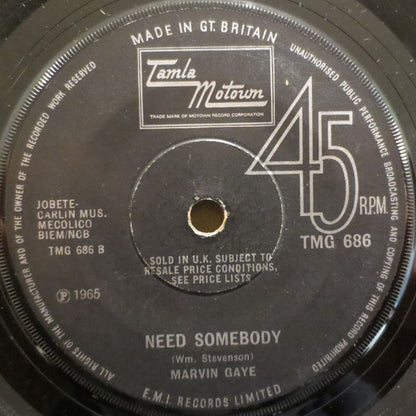 MADE IN GT. BRITAIN
UNAUTHORISED PUBLIC PERFORMANCE BROADCASTING AND COPYING OF THIS RECORD PROHIBITED
ALL RIGHTS OF THE MANUFACTURER AND OF THE OWNER OF THE RECORDED WORK RESERVED
Tamla
Motown
TRADE MARK OF MOTOWN RECORD CORPORATION
45
R.P.M.
TMG 686
JOBETE-
CARLIN MUS.
MECOLICO
BIEM/NCB
TMG 686 B
SOLD IN U.K. SUBJECT TO
RESALE PRICE CONDITIONS,
SEE PRICE LISTS
Ⓟ 1965
NEED SOMEBODY
(Wm. Stevenson)
MARVIN GAYE
E.M.I. RECORDS LIMITED